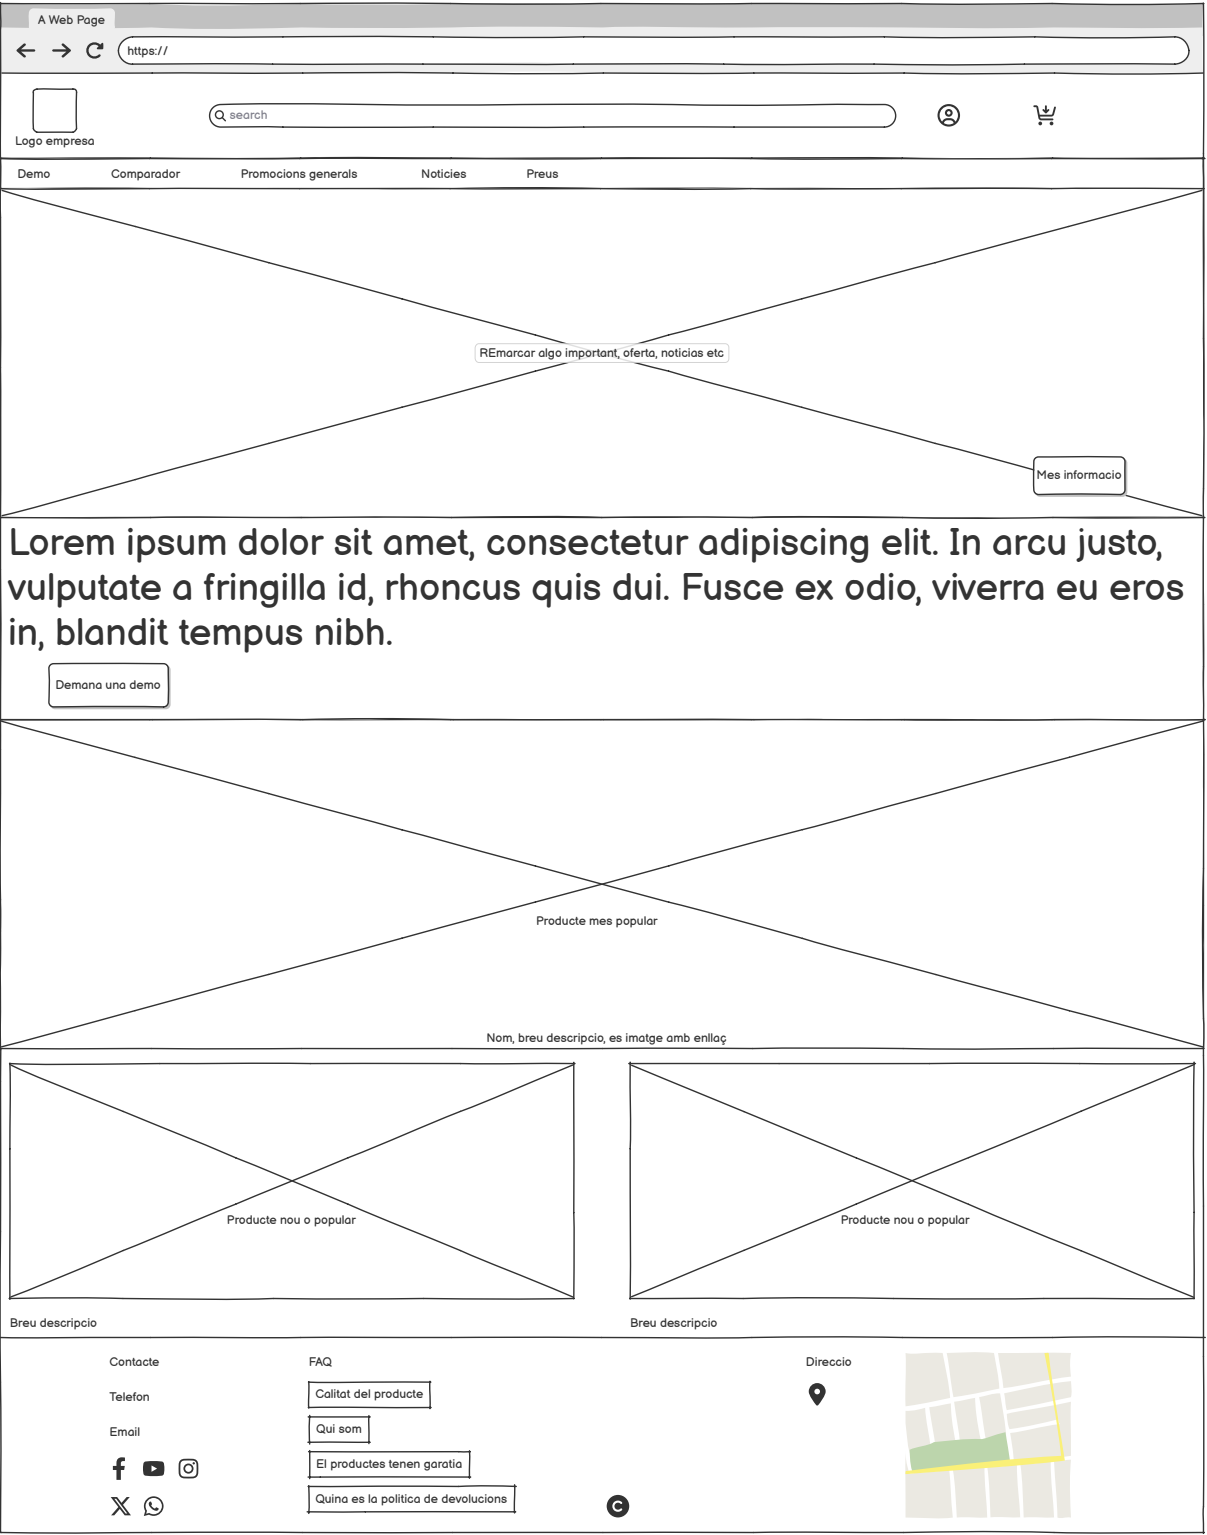 A Web Page
https://
search
Logo empresa
Demo Comparador Promocions generals Noticies Preus
REmarcar algo important, oferta, noticias etc
Mes informacio
Lorem ipsum dolor sit amet, consectetur adipiscing elit. In arcu justo,
vulputate a fringilla id, rhoncus quis dui. Fusce ex odio, viverra eu eros
in, blandit tempus nibh.
Demana una demo
Producte mes popular
Nom, breu descripcio, es imatge amb enllaç
Producte nou o popular
Breu descripcio
Producte nou o popular
Breu descripcio
Contacte
Telefon
Email
FAQ
Calitat del producte
Qui som
El productes tenen garatia
Quina es la politica de devolucions
Direccio